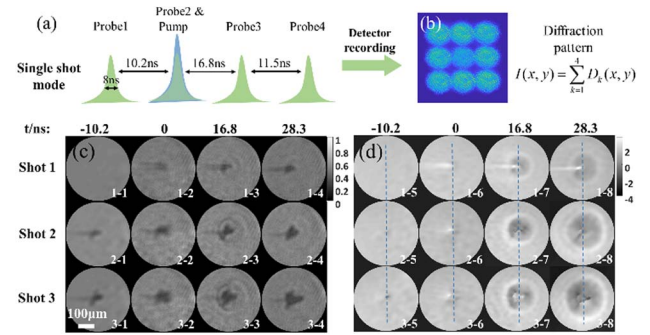 (a)
Probe1
Probe2 &
Pump
Probe3
Probe4
Single shot
mode
8ns
10.2ns
16.8ns
11.5ns
Detector
recording
(b)
Diffraction
pattern
I(x, y) = ∑ₖ₌₁⁴ Dₖ(x, y)
t/ns: -10.2 0 16.8 28.3
-10.2 0 16.8 28.3
(c)
Shot 1
1-1 1-2 1-3 1-4
Shot 2
2-1 2-2 2-3 2-4
Shot 3
3-1 3-2 3-3 3-4
100μm
1
0.8
0.6
0.4
0.2
0
(d)
1-5 1-6 1-7 1-8
2-5 2-6 2-7 2-8
3-5 3-6 3-7 3-8
2
0
-2
-4